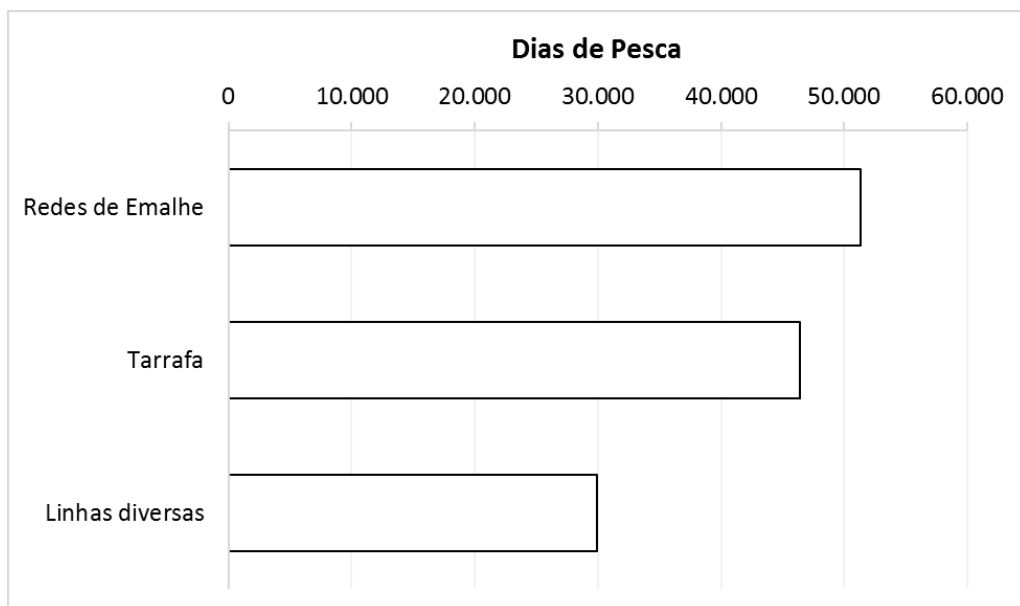 Dias de Pesca
0 10.000 20.000 30.000 40.000 50.000 60.000
Redes de Emalhe
Tarrafa
Linhas diversas